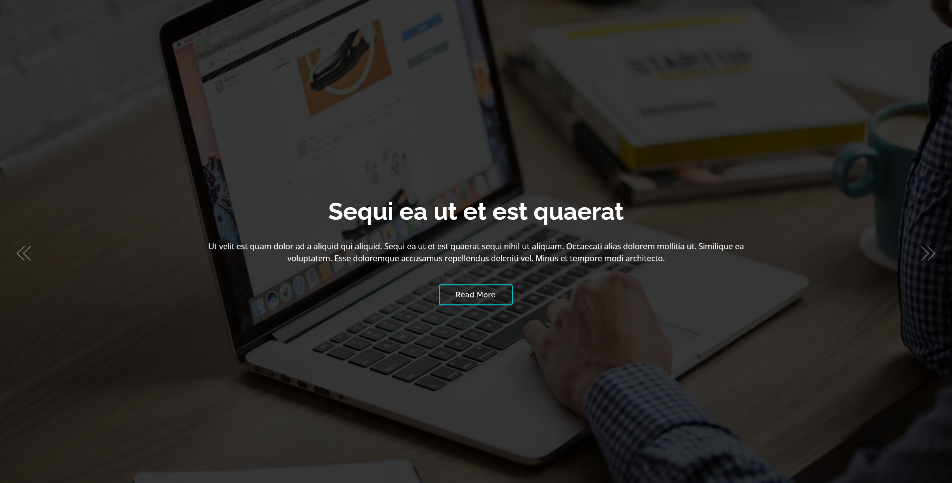 STARTUP
Sequi ea ut et est quaerat
Ut velit est quam dolor ad a aliquid qui aliquid. Sequi ea ut et est quaerat sequi nihil ut aliquam. Occaecati alias dolorem mollitia ut. Similique ea
voluptatem. Esse doloremque accusamus repellendus deleniti vel. Minus et tempore modi architecto.
Read More